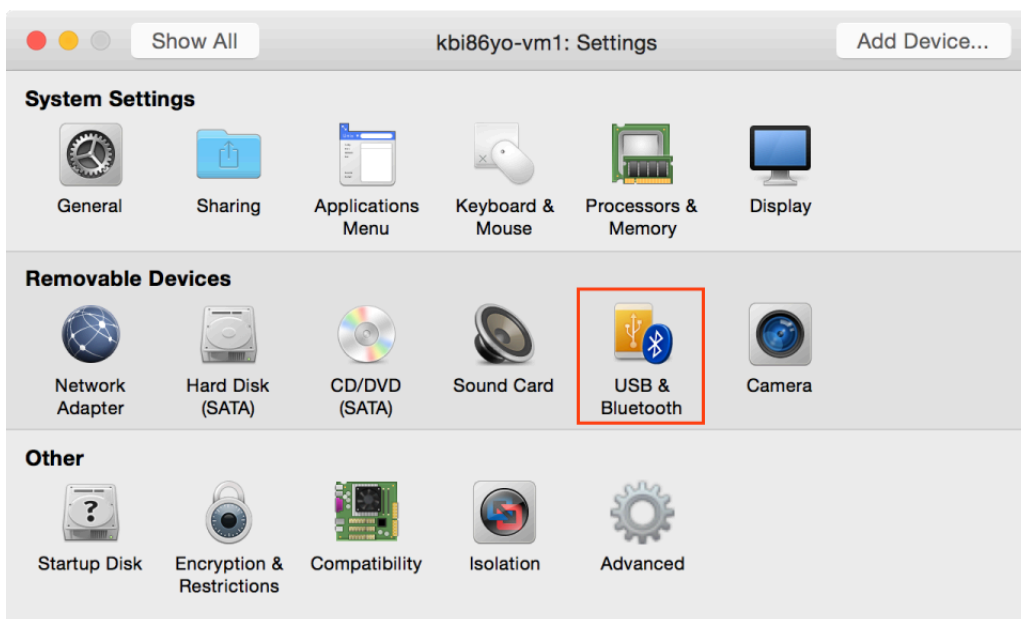 Show All
kbi86yo-vm1: Settings
Add Device...
System Settings
General
Sharing
Applications
Menu
Keyboard &
Mouse
Processors &
Memory
Display
Removable Devices
Network
Adapter
Hard Disk
(SATA)
CD/DVD
(SATA)
Sound Card
USB &
Bluetooth
Camera
Other
Startup Disk
Encryption &
Restrictions
Compatibility
Isolation
Advanced